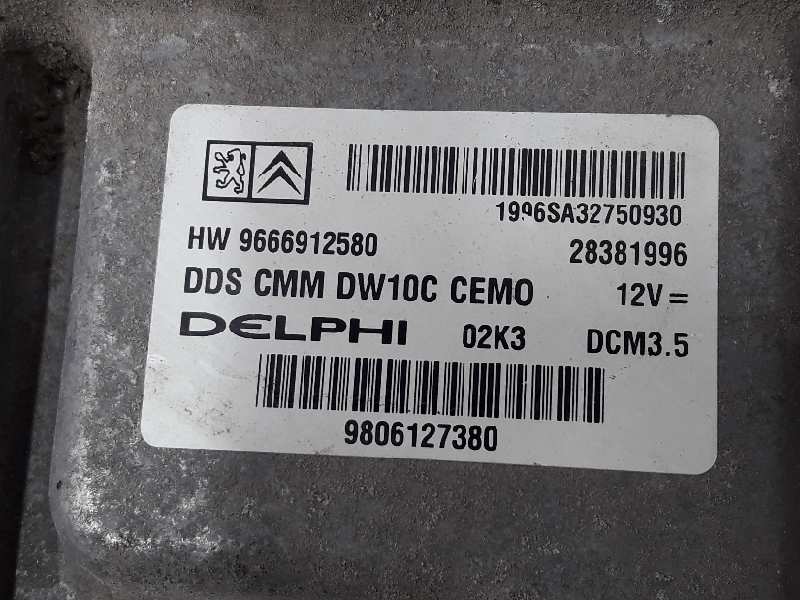 1996SA32750930
HW 9666912580 28381996
DDS CMM DW10C CEMO 12V =
DELPHI 02K3 DCM3.5
9806127380